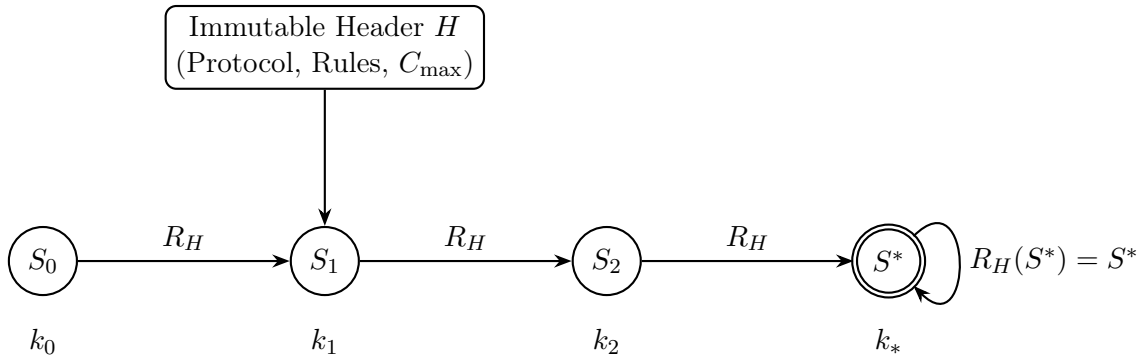 Immutable Header H
(Protocol, Rules, C_max)
R_H R_H R_H
S_0 S_1 S_2 S^* R_H(S^*) = S^*
k_0 k_1 k_2 k_*